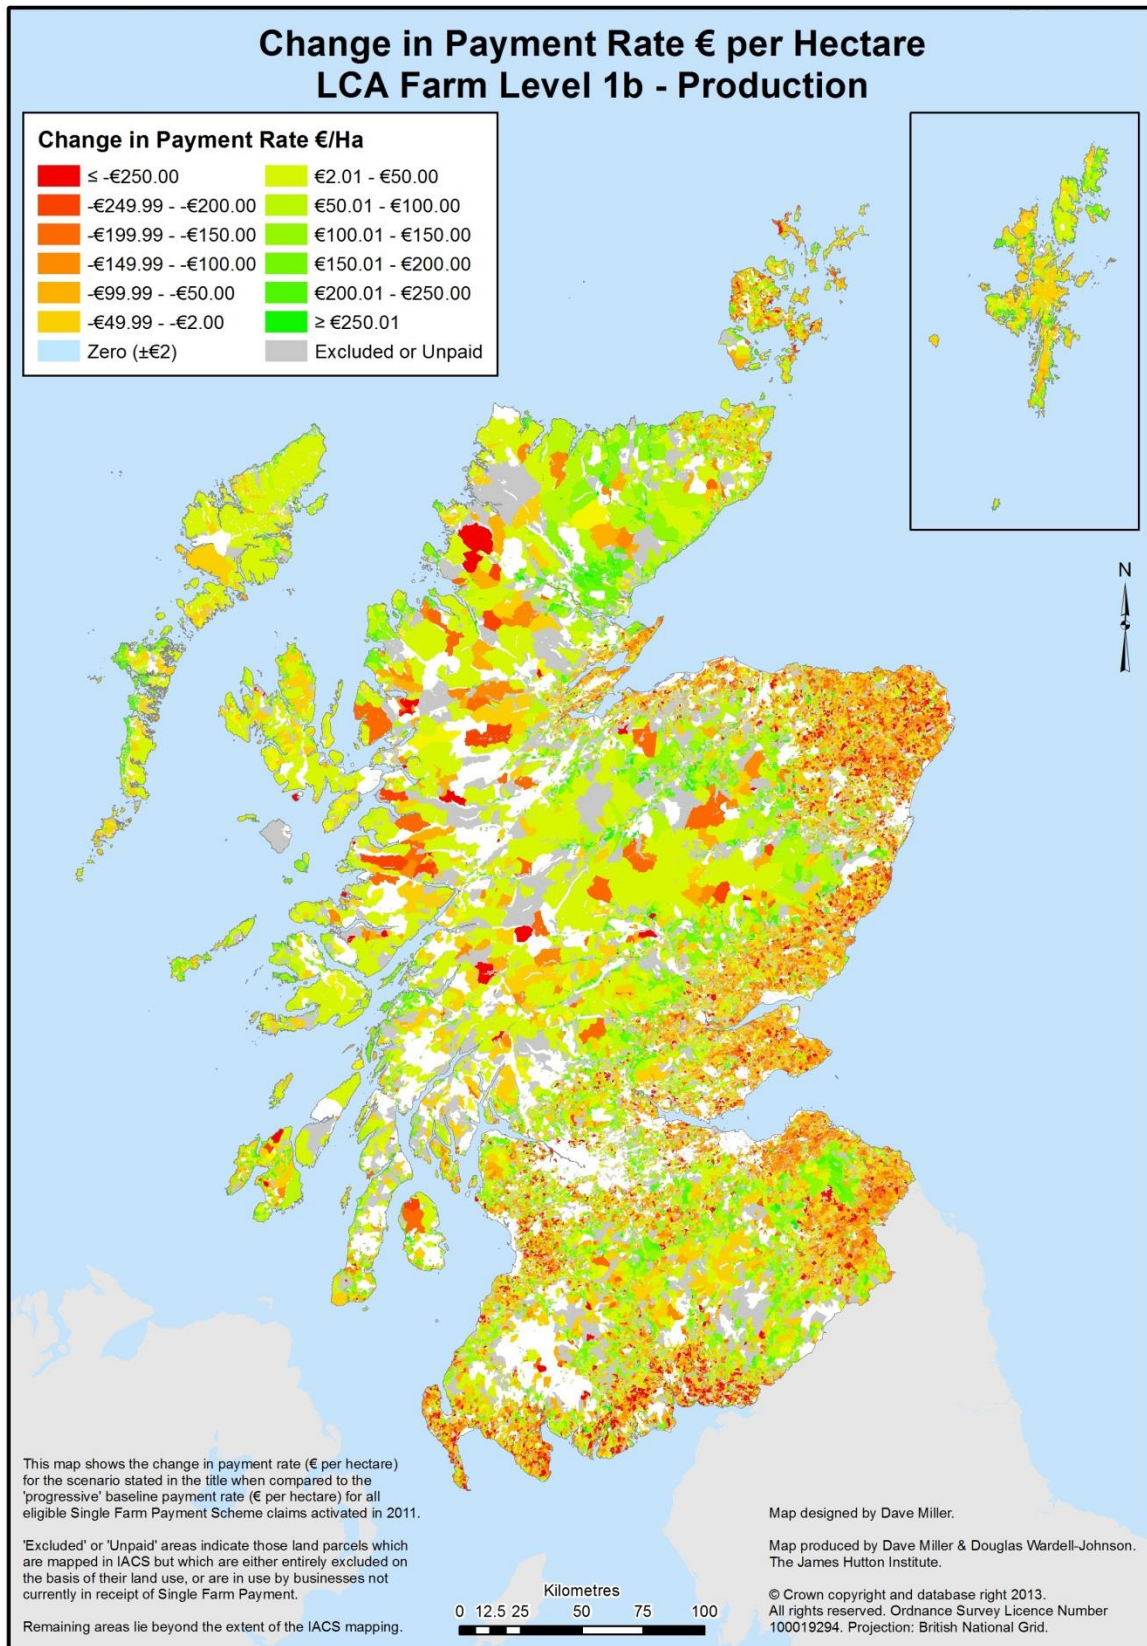 Change in Payment Rate € per Hectare
LCA Farm Level 1b - Production
Change in Payment Rate €/Ha
≤ -€250.00
-€249.99 - -€200.00
-€199.99 - -€150.00
-€149.99 - -€100.00
-€99.99 - -€50.00
-€49.99 - -€2.00
Zero (±€2)
€2.01 - €50.00
€50.01 - €100.00
€100.01 - €150.00
€150.01 - €200.00
€200.01 - €250.00
≥ €250.01
Excluded or Unpaid
N
This map shows the change in payment rate (€ per hectare)
for the scenario stated in the title when compared to the
'progressive' baseline payment rate (€ per hectare) for all
eligible Single Farm Payment Scheme claims activated in 2011.
'Excluded' or 'Unpaid' areas indicate those land parcels which
are mapped in IACS but which are either entirely excluded on
the basis of their land use, or are in use by businesses not
currently in receipt of Single Farm Payment.
Remaining areas lie beyond the extent of the IACS mapping.
Kilometres
0 12.5 25 50 75 100
Map designed by Dave Miller.
Map produced by Dave Miller & Douglas Wardell-Johnson.
The James Hutton Institute.
© Crown copyright and database right 2013.
All rights reserved. Ordnance Survey Licence Number
100019294. Projection: British National Grid.